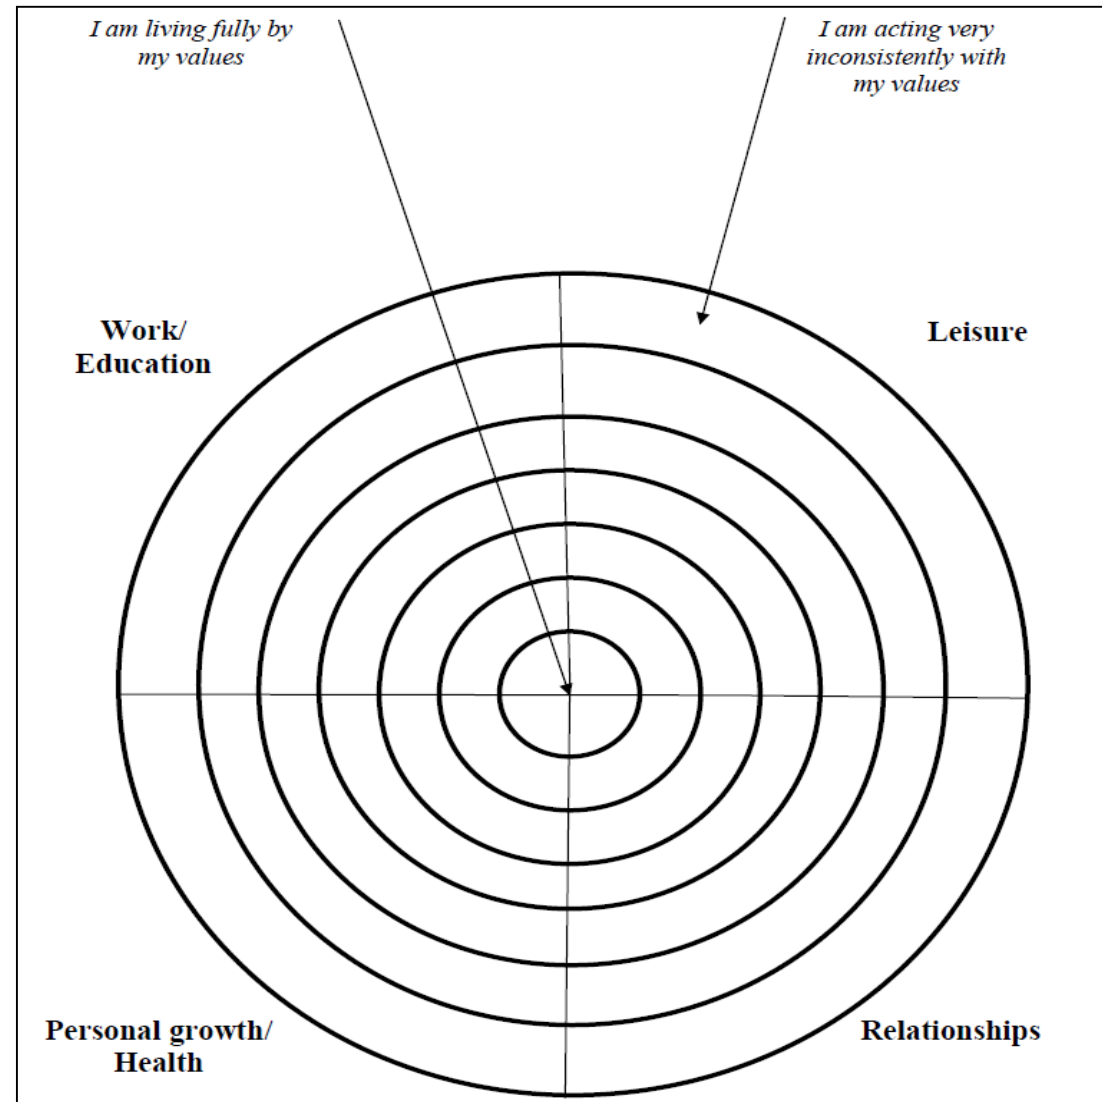 I am living fully by
my values
I am acting very
inconsistently with
my values
Work/
Education
Leisure
Personal growth/
Health
Relationships